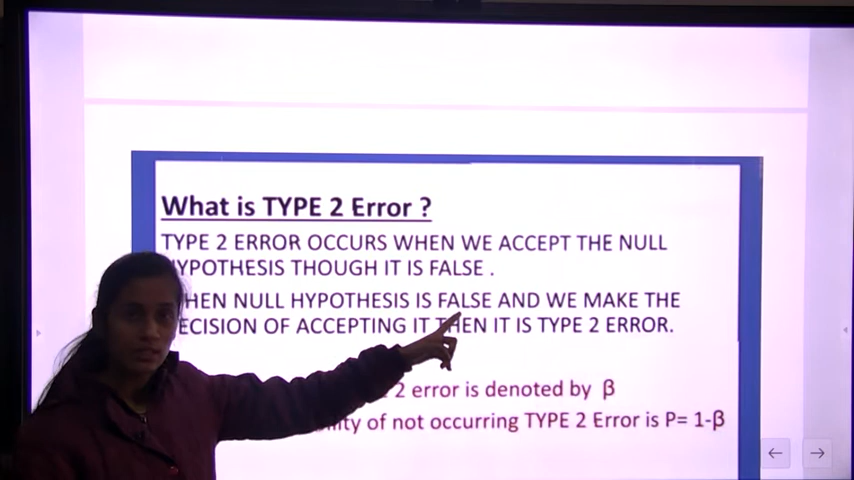 What is TYPE 2 Error ?
TYPE 2 ERROR OCCURS WHEN WE ACCEPT THE NULL
YPOTHESIS THOUGH IT IS FALSE .
HEN NULL HYPOTHESIS IS FALSE AND WE MAKE THE
ECISION OF ACCEPTING IT THEN IT IS TYPE 2 ERROR.
2 error is denoted by β
ility of not occurring TYPE 2 Error is P= 1-β